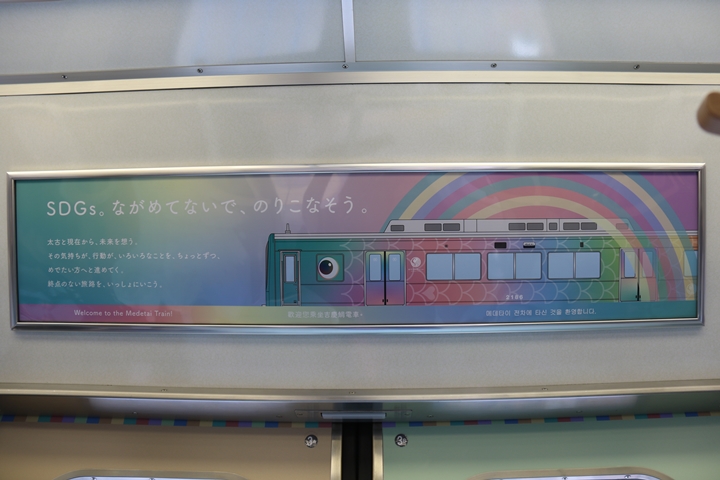 SDGs。ながめてないで、のりこなそう。
太古と現在から、未来を想う。
その気持ちが、行動が、いろいろなことを、ちょっとずつ、
めでたい方へと進めてく。
終点のない旅路を、いっしょにいこう。
2186
Welcome to the Medetai Train!
메데타이 전차에 타신 것을 환영합니다.